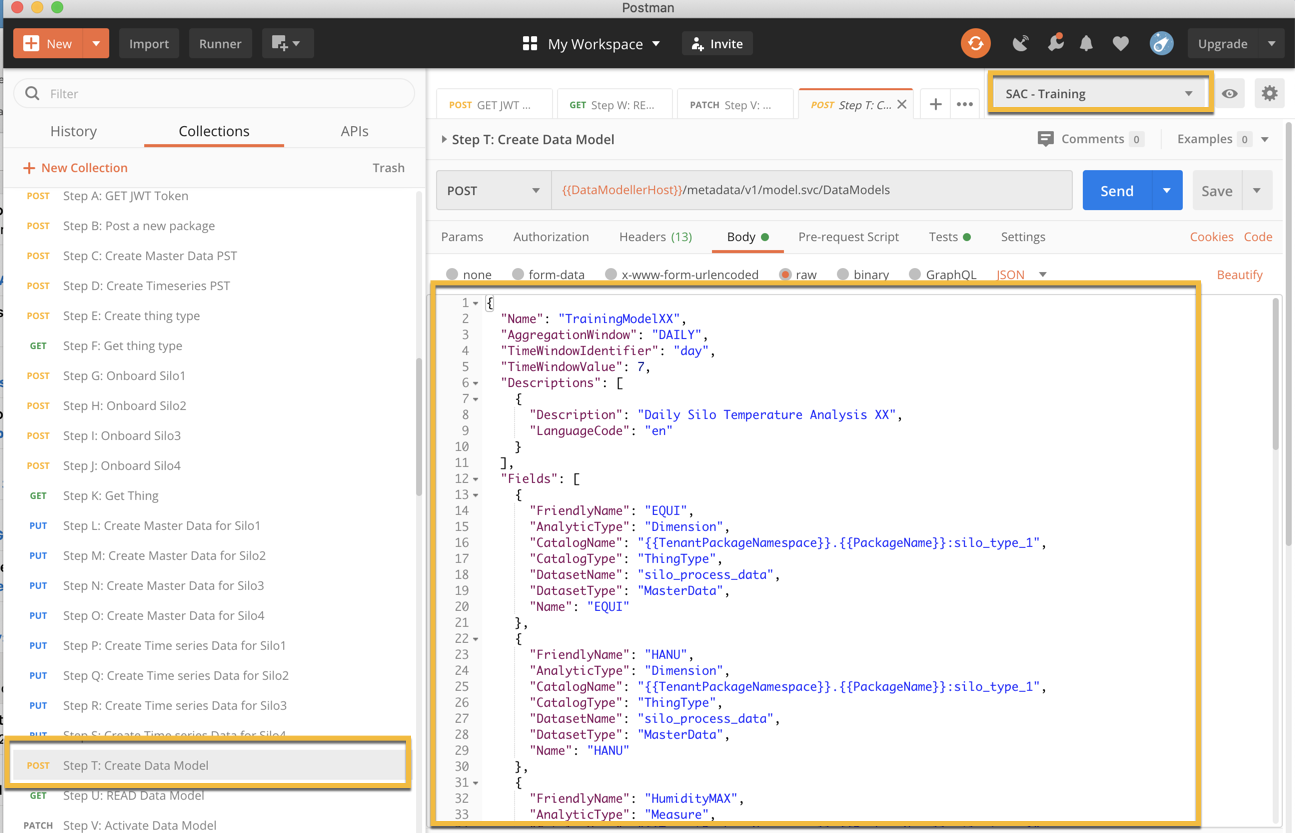 Postman
New
Import
Runner
My Workspace
Invite
Upgrade
Filter
History
Collections
APIs
New Collection
Trash
POST Step A: GET JWT Token
POST Step B: Post a new package
POST Step C: Create Master Data PST
POST Step D: Create Timeseries PST
POST Step E: Create thing type
GET Step F: Get thing type
POST Step G: Onboard Silo1
POST Step H: Onboard Silo2
POST Step I: Onboard Silo3
POST Step J: Onboard Silo4
GET Step K: Get Thing
PUT Step L: Create Master Data for Silo1
PUT Step M: Create Master Data for Silo2
PUT Step N: Create Master Data for Silo3
PUT Step O: Create Master Data for Silo4
PUT Step P: Create Time series Data for Silo1
PUT Step Q: Create Time series Data for Silo2
PUT Step R: Create Time series Data for Silo3
PUT Step S: Create Time series Data for Silo4
POST Step T: Create Data Model
GET Step U: READ Data Model
PATCH Step V: Activate Data Model
POST GET JWT ...
GET Step W: RE...
PATCH Step V: ...
POST Step T: C...
SAC - Training
Step T: Create Data Model
Comments 0
Examples 0
POST
{{DataModellerHost}}/metadata/v1/model.svc/DataModels
Send
Save
Params
Authorization
Headers (13)
Body
Pre-request Script
Tests
Settings
Cookies
Code
none
form-data
x-www-form-urlencoded
raw
binary
GraphQL
JSON
Beautify
1 {
2 "Name": "TrainingModelXX",
3 "AggregationWindow": "DAILY",
4 "TimeWindowIdentifier": "day",
5 "TimeWindowValue": 7,
6 "Descriptions": [
7 {
8 "Description": "Daily Silo Temperature Analysis XX",
9 "LanguageCode": "en"
10 }
11 ],
12 "Fields": [
13 {
14 "FriendlyName": "EQUI",
15 "AnalyticType": "Dimension",
16 "CatalogName": "{{TenantPackageNamespace}}.{{PackageName}}:silo_type_1",
17 "CatalogType": "ThingType",
18 "DatasetName": "silo_process_data",
19 "DatasetType": "MasterData",
20 "Name": "EQUI"
21 },
22 {
23 "FriendlyName": "HANU",
24 "AnalyticType": "Dimension",
25 "CatalogName": "{{TenantPackageNamespace}}.{{PackageName}}:silo_type_1",
26 "CatalogType": "ThingType",
27 "DatasetName": "silo_process_data",
28 "DatasetType": "MasterData",
29 "Name": "HANU"
30 },
31 {
32 "FriendlyName": "HumidityMAX",
33 "AnalyticType": "Measure",